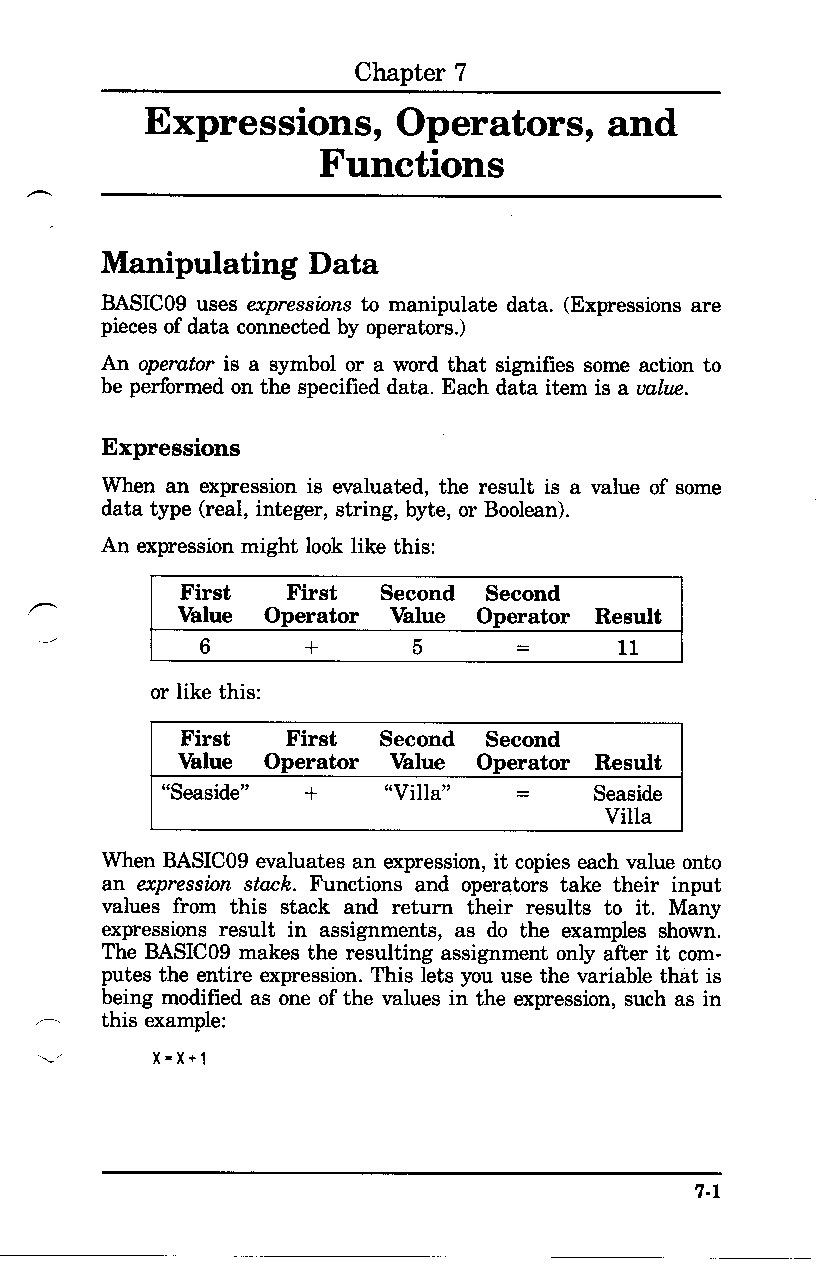 Chapter 7
Expressions, Operators, and
Functions
Manipulating Data
BASIC09 uses expressions to manipulate data. (Expressions are
pieces of data connected by operators.)
An operator is a symbol or a word that signifies some action to
be performed on the specified data. Each data item is a value.
Expressions
When an expression is evaluated, the result is a value of some
data type (real, integer, string, byte, or Boolean).
An expression might look like this:
First First Second Second
Value Operator Value Operator Result
6 + 5 = 11
or like this:
First First Second Second
Value Operator Value Operator Result
“Seaside” + “Villa” = Seaside
Villa
When BASIC09 evaluates an expression, it copies each value onto
an expression stack. Functions and operators take their input
values from this stack and return their results to it. Many
expressions result in assignments, as do the examples shown.
The BASIC09 makes the resulting assignment only after it com-
putes the entire expression. This lets you use the variable that is
being modified as one of the values in the expression, such as in
this example:
X=X+1
7-1